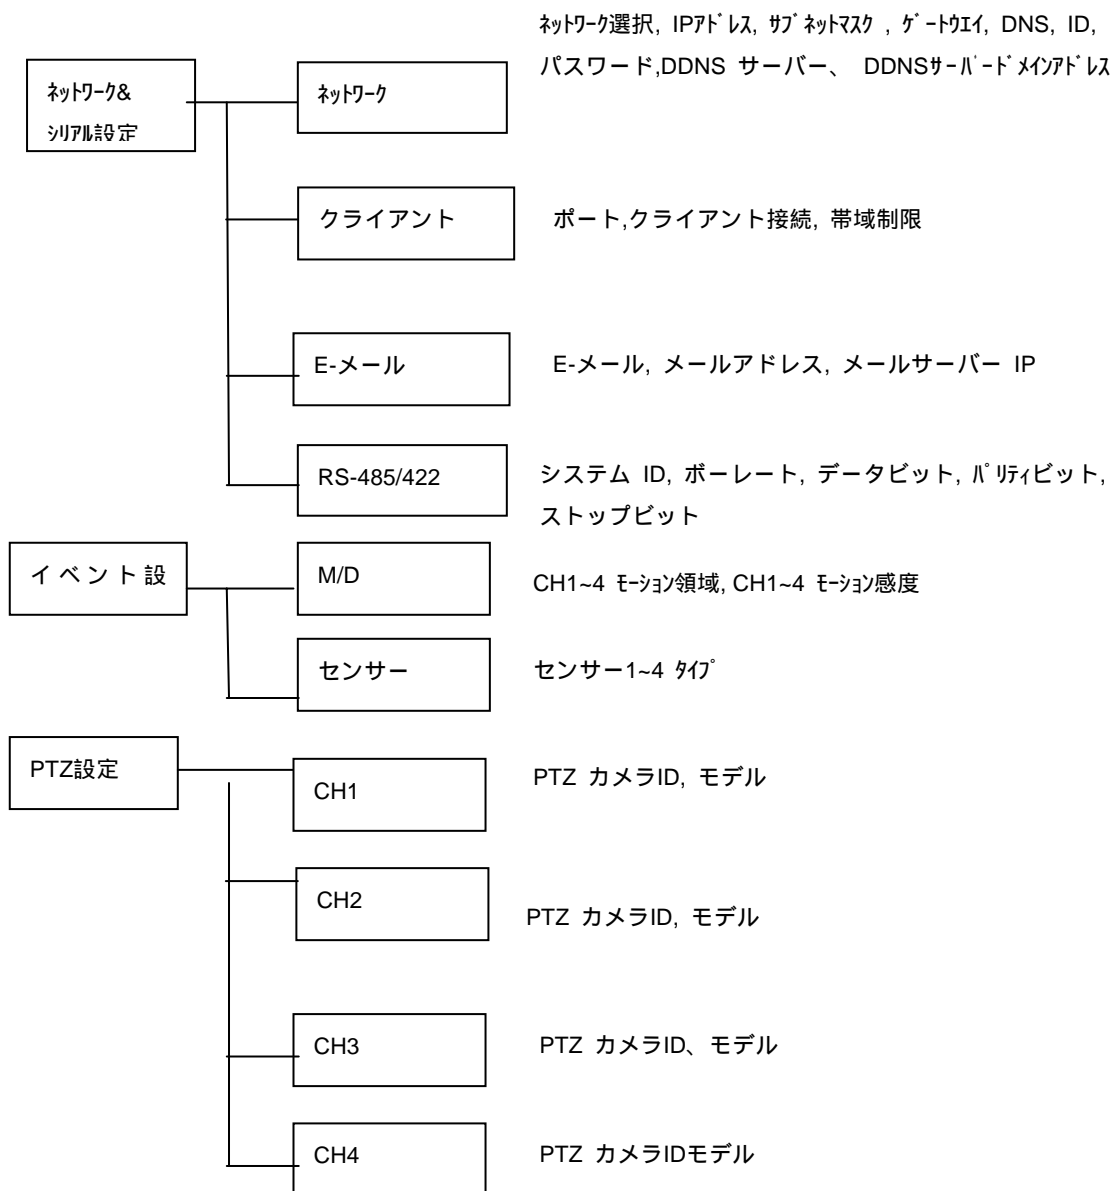 ﾈｯﾄﾜｰｸ選択, IPｱﾄﾞﾚｽ, ｻﾌﾞﾈｯﾄﾏｽｸ , ｹﾞｰﾄｳｴｲ, DNS, ID,
パスワード,DDNS サーバー、 DDNSｻｰﾊﾞｰﾄﾞﾒｲﾝｱﾄﾞﾚｽ
ﾈｯﾄﾜｰｸ&
ｼﾘｱﾙ設定
ﾈｯﾄﾜｰｸ
クライアント
ポート,クライアント接続, 帯域制限
E-メール
E-メール, メールアドレス, メールサーバー IP
RS-485/422
システム ID, ボーレート, データビット, ﾊﾟﾘﾃｨビット,
ストップビット
イベント設
M/D
CH1~4 ﾓｰｼｮﾝ領域, CH1~4 ﾓｰｼｮﾝ感度
センサー
センサー1~4 ﾀｲﾌﾟ
PTZ設定
CH1
PTZ カメラID, モデル
CH2
PTZ カメラID, モデル
CH3
PTZ カメラID、モデル
CH4
PTZ カメラIDモデル